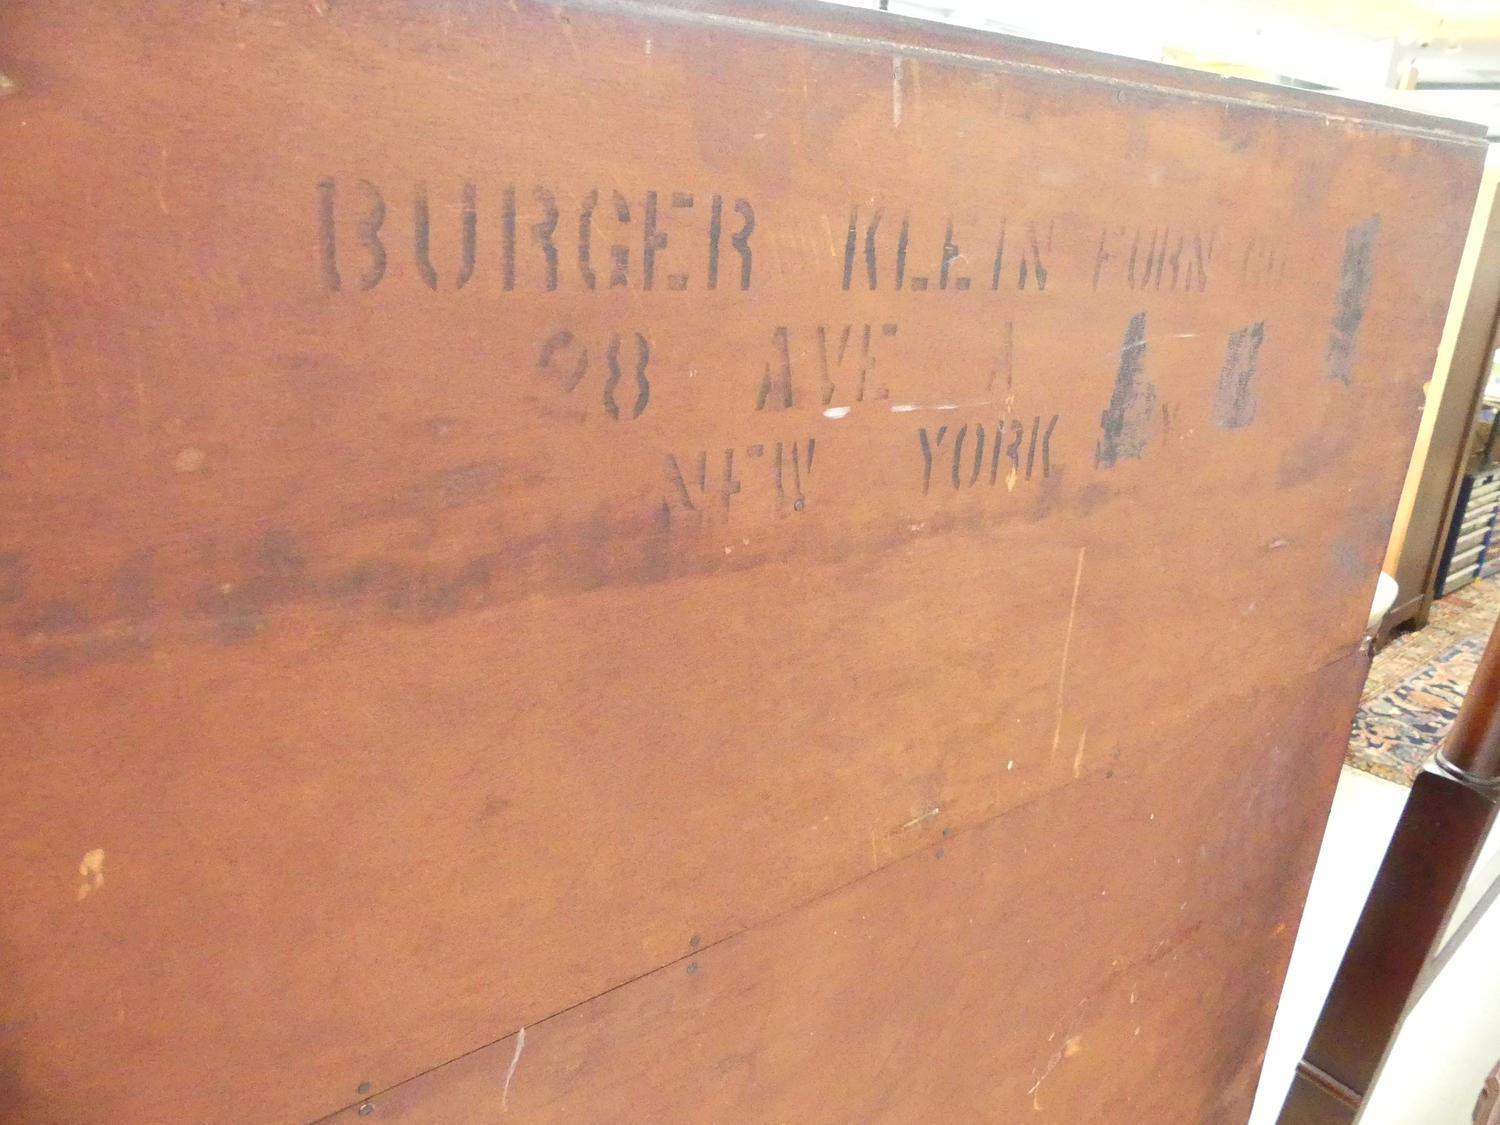 BURGER KLEIN FURN CO
28 AVE A
NEW YORK